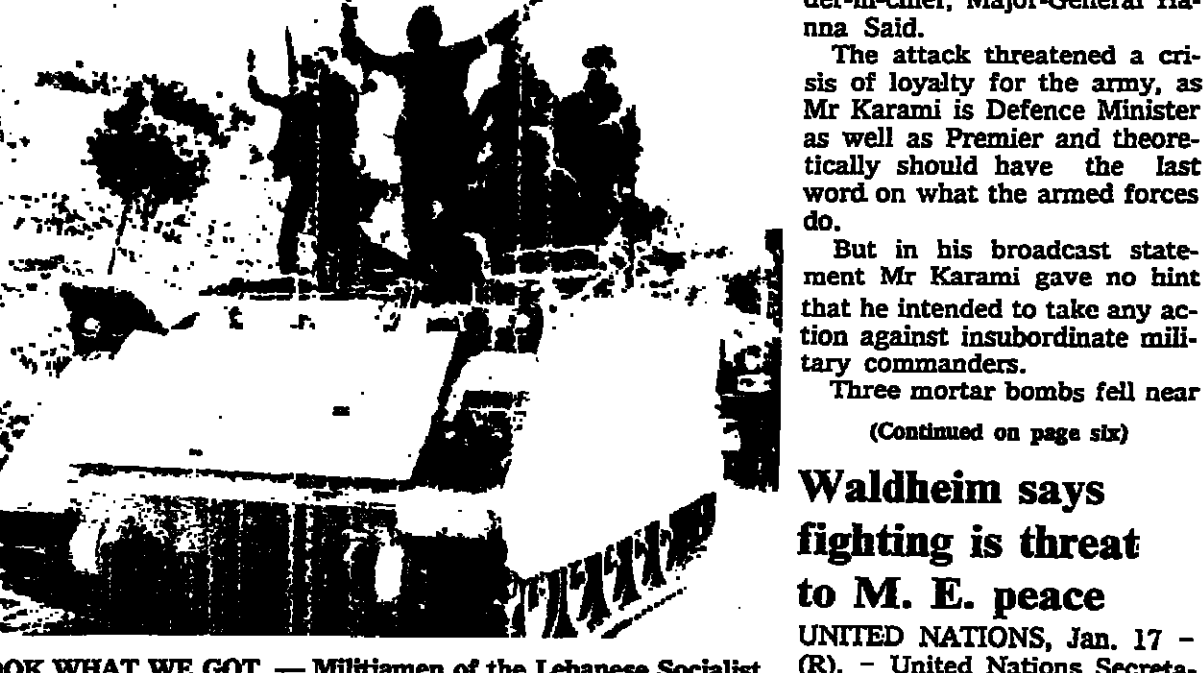 der-in-chief, Major-General Ha-
nna Said.
The attack threatened a cri-
sis of loyalty for the army, as
Mr Karami is Defence Minister
as well as Premier and theore-
tically should have the last
word on what the armed forces
do.
But in his broadcast state-
ment Mr Karami gave no hint
that he intended to take any ac-
tion against insubordinate mili-
tary commanders.
Three mortar bombs fell near
(Continued on page six)
Waldheim says
fighting is threat
to M. E. peace
UNITED NATIONS, Jan. 17 –
(R). – United Nations Secreta-
OOK WHAT WE GOT — Militiamen of the Lebanese Socialist